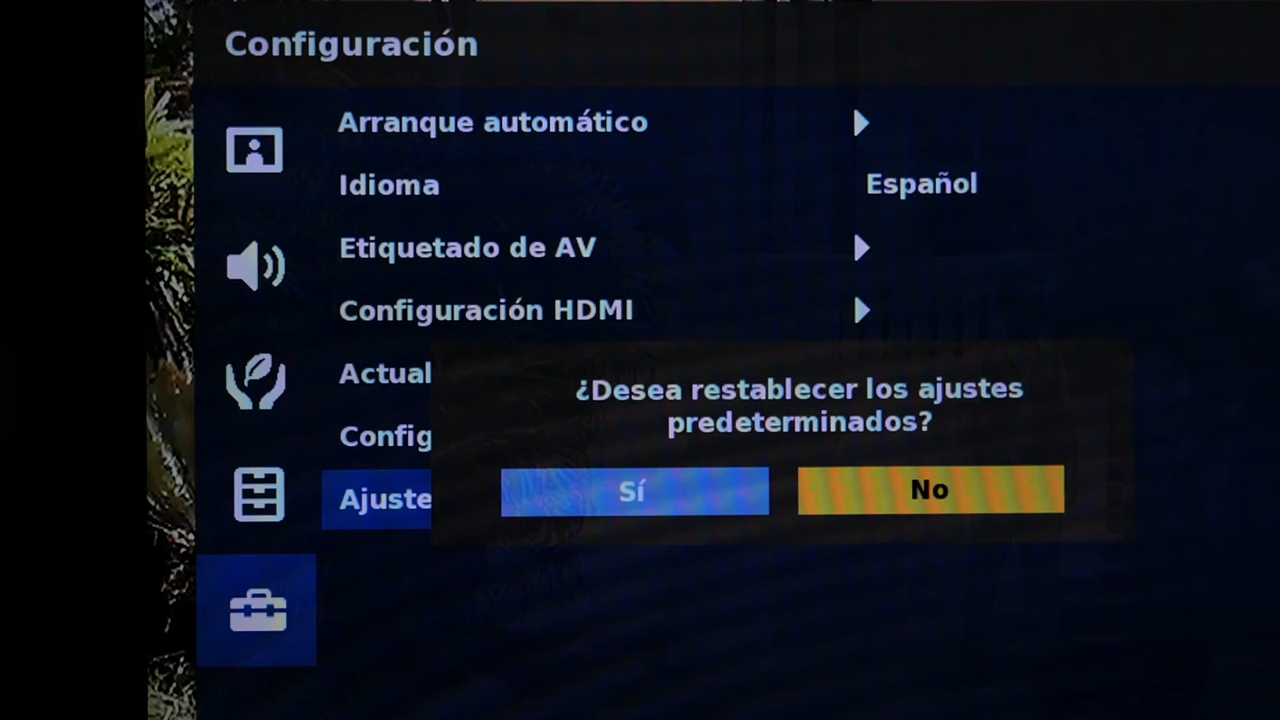 Configuración
Arranque automático
Idioma Español
Etiquetado de AV
Configuración HDMI
Actual
Config
Ajuste
¿Desea restablecer los ajustes
predeterminados?
Sí No